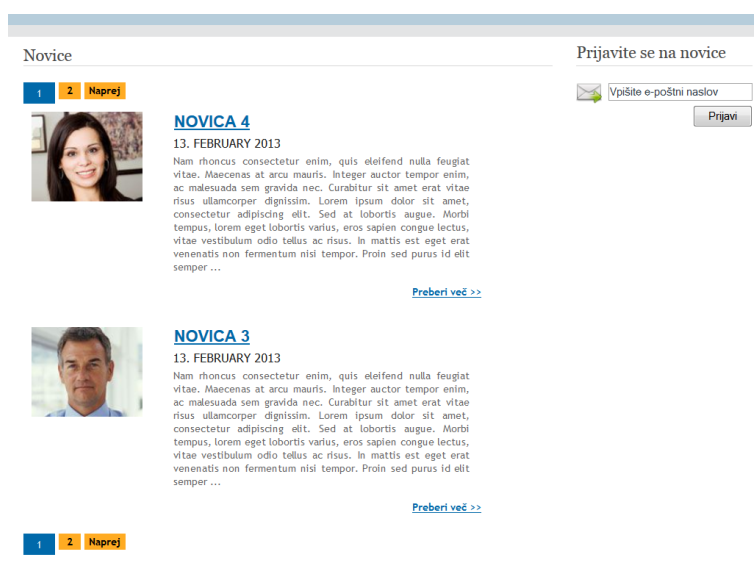 Novice
1 2 Naprej
NOVICA 4
13. FEBRUARY 2013
Nam rhoncus consectetur enim, quis eleifend nulla feugiat
vitae. Maecenas at arcu mauris. Integer auctor tempor enim,
ac malesuada sem gravida nec. Curabitur sit amet erat vitae
risus ullamcorper dignissim. Lorem ipsum dolor sit amet,
consectetur adipiscing elit. Sed at lobortis augue. Morbi
tempus, lorem eget lobortis varius, eros sapien congue lectus,
vitae vestibulum odio tellus ac risus. In mattis est eget erat
venenatis non fermentum nisi tempor. Proin sed purus id elit
semper ...
Preberi več >>
NOVICA 3
13. FEBRUARY 2013
Nam rhoncus consectetur enim, quis eleifend nulla feugiat
vitae. Maecenas at arcu mauris. Integer auctor tempor enim,
ac malesuada sem gravida nec. Curabitur sit amet erat vitae
risus ullamcorper dignissim. Lorem ipsum dolor sit amet,
consectetur adipiscing elit. Sed at lobortis augue. Morbi
tempus, lorem eget lobortis varius, eros sapien congue lectus,
vitae vestibulum odio tellus ac risus. In mattis est eget erat
venenatis non fermentum nisi tempor. Proin sed purus id elit
semper ...
Preberi več >>
1 2 Naprej
Prijavite se na novice
Vpišite e-poštni naslov
Prijavi